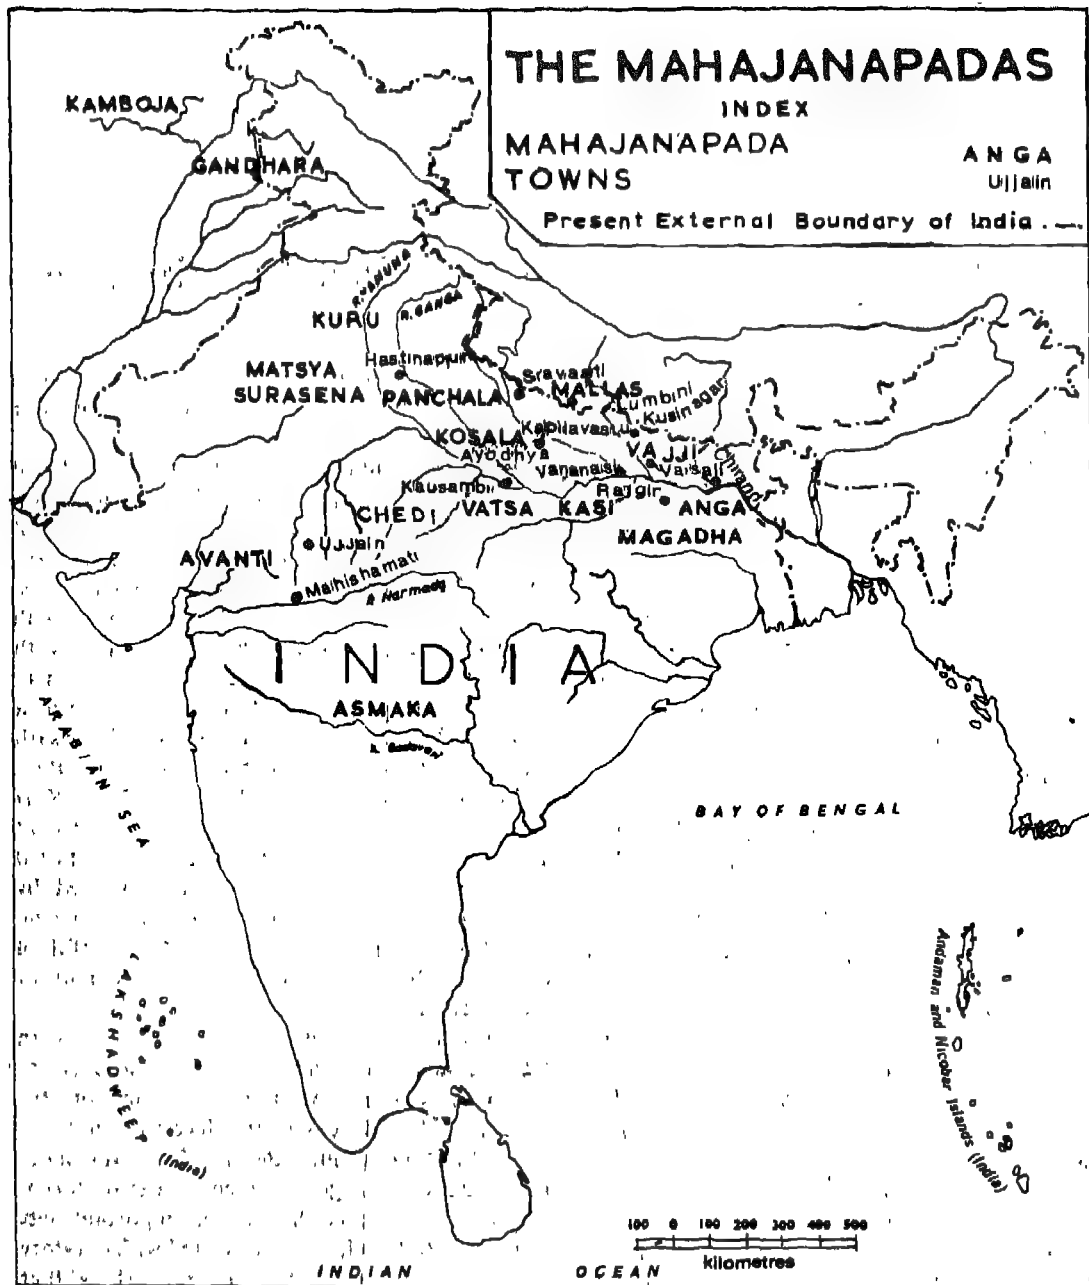 THE MAHAJANAPADAS
INDEX
MAHAJANAPADA ANGA
TOWNS Ujjain
Present External Boundary of India
KAMBOJA
GANDHARA
R. YAMUNA
R. GANGA
KURU
Hastinapur
MATSYA
SURASENA
PANCHALA
Sravasti
MALLAS
Lumbini
Kusinagar
Kapilavastu
KOSALA
Ayodhya
VAJJI
Vaisali
Varanasi
Champa
Kausambi
Rajgir
CHEDI
VATSA
KASI
ANGA
MAGADHA
AVANTI
Ujjain
Mahishamati
R Narmada
INDIA
ASMAKA
R. Godavari
ARABIAN SEA
BAY OF BENGAL
LAKSHADWEEP
(India)
Andaman and Nicobar Islands (India)
100 0 100 200 300 400 500
kilometres
INDIAN OCEAN